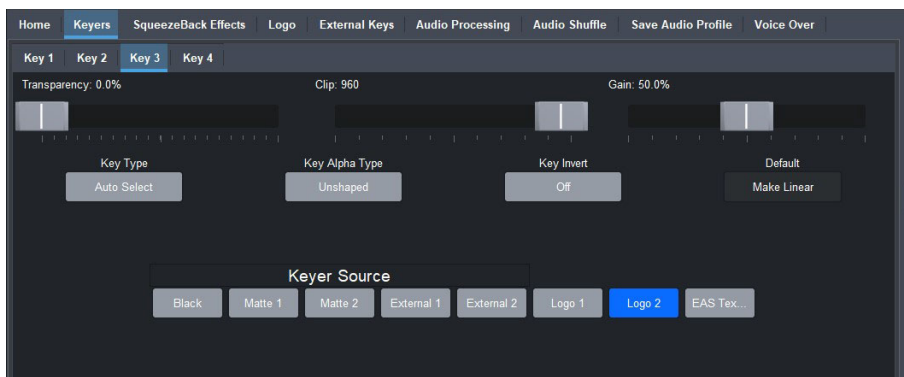 Home Keyers SqueezeBack Effects Logo External Keys Audio Processing Audio Shuffle Save Audio Profile Voice Over
Key 1 Key 2 Key 3 Key 4
Transparency: 0.0% Clip: 960 Gain: 50.0%
Key Type Key Alpha Type Key Invert Default
Auto Select Unshaped Off Make Linear
Keyer Source
Black Matte 1 Matte 2 External 1 External 2 Logo 1 Logo 2 EAS Tex...